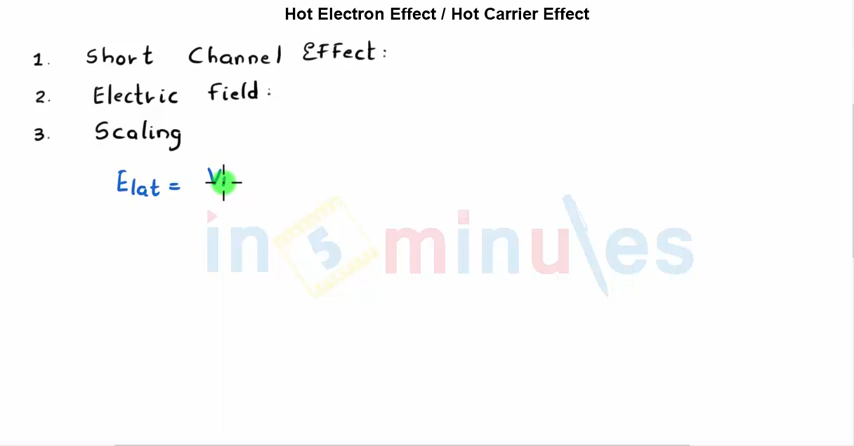 Hot Electron Effect / Hot Carrier Effect
1. Short Channel Effect:
2. Electric Field:
3. Scaling
Elat = V
in 5 minutes